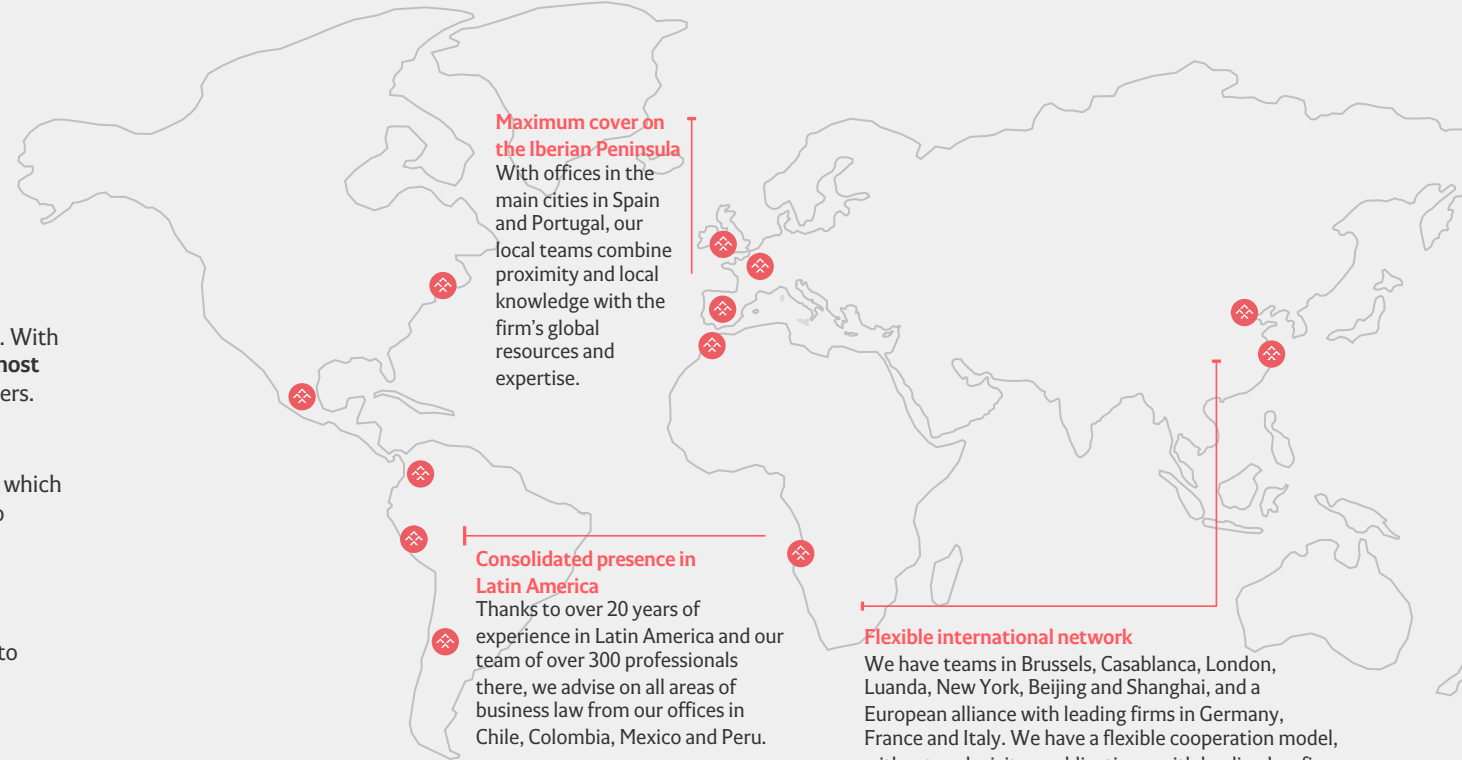 . With
ers.
which
to
Maximum cover on
the Iberian Peninsula
With offices in the
main cities in Spain
and Portugal, our
local teams combine
proximity and local
knowledge with the
firm's global
resources and
expertise.
Consolidated presence in
Latin America
Thanks to over 20 years of
experience in Latin America and our
team of over 300 professionals
there, we advise on all areas of
business law from our offices in
Chile, Colombia, Mexico and Peru.
Flexible international network
We have teams in Brussels, Casablanca, London,
Luanda, New York, Beijing and Shanghai, and a
European alliance with leading firms in Germany,
France and Italy. We have a flexible cooperation model,